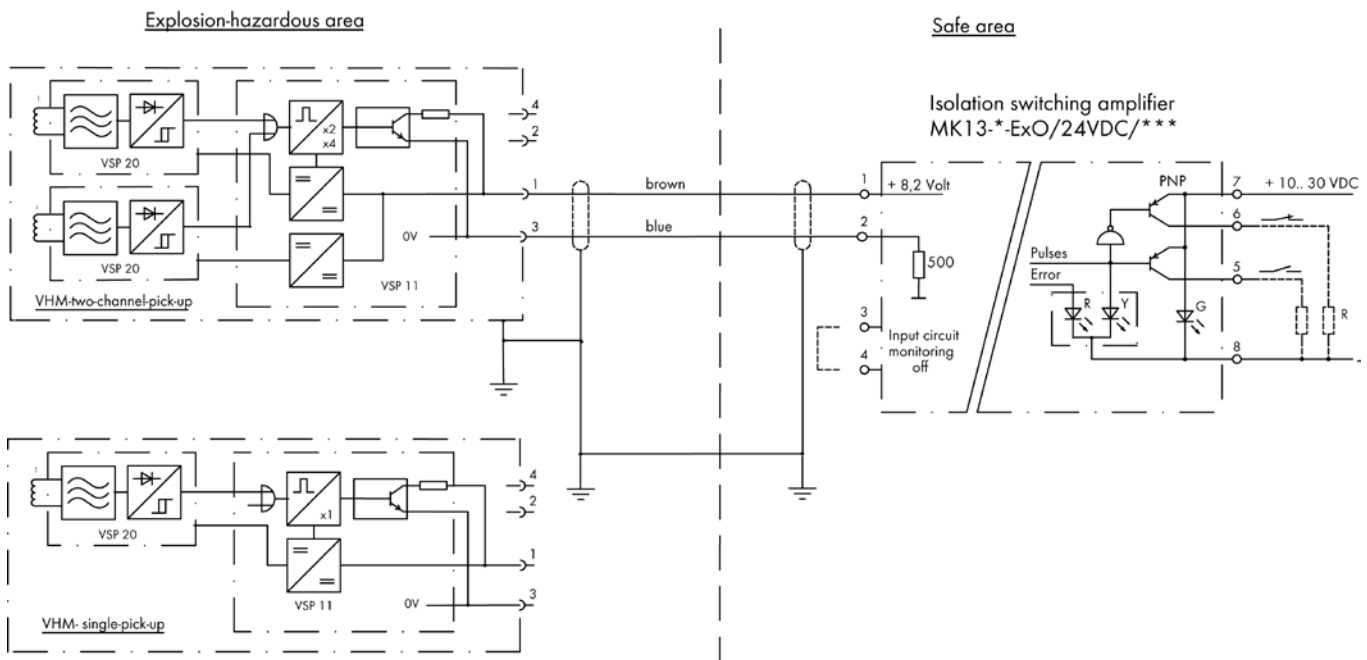 Explosion-hazardous area
Safe area
VSP 20
VSP 20
x2
x4
4
2
1
3
0V
VSP 11
VHM-two-channel-pick-up
brown
blue
Isolation switching amplifier
MK13-*-ExO/24VDC/***
1
+ 8,2 Volt
2
500
3
4
Input circuit
monitoring
off
PNP
7
+ 10.. 30 VDC
6
Pulses
Error
5
R
Y
G
R
8
-
VSP 20
x1
4
2
1
3
0V
VSP 11
VHM- single-pick-up